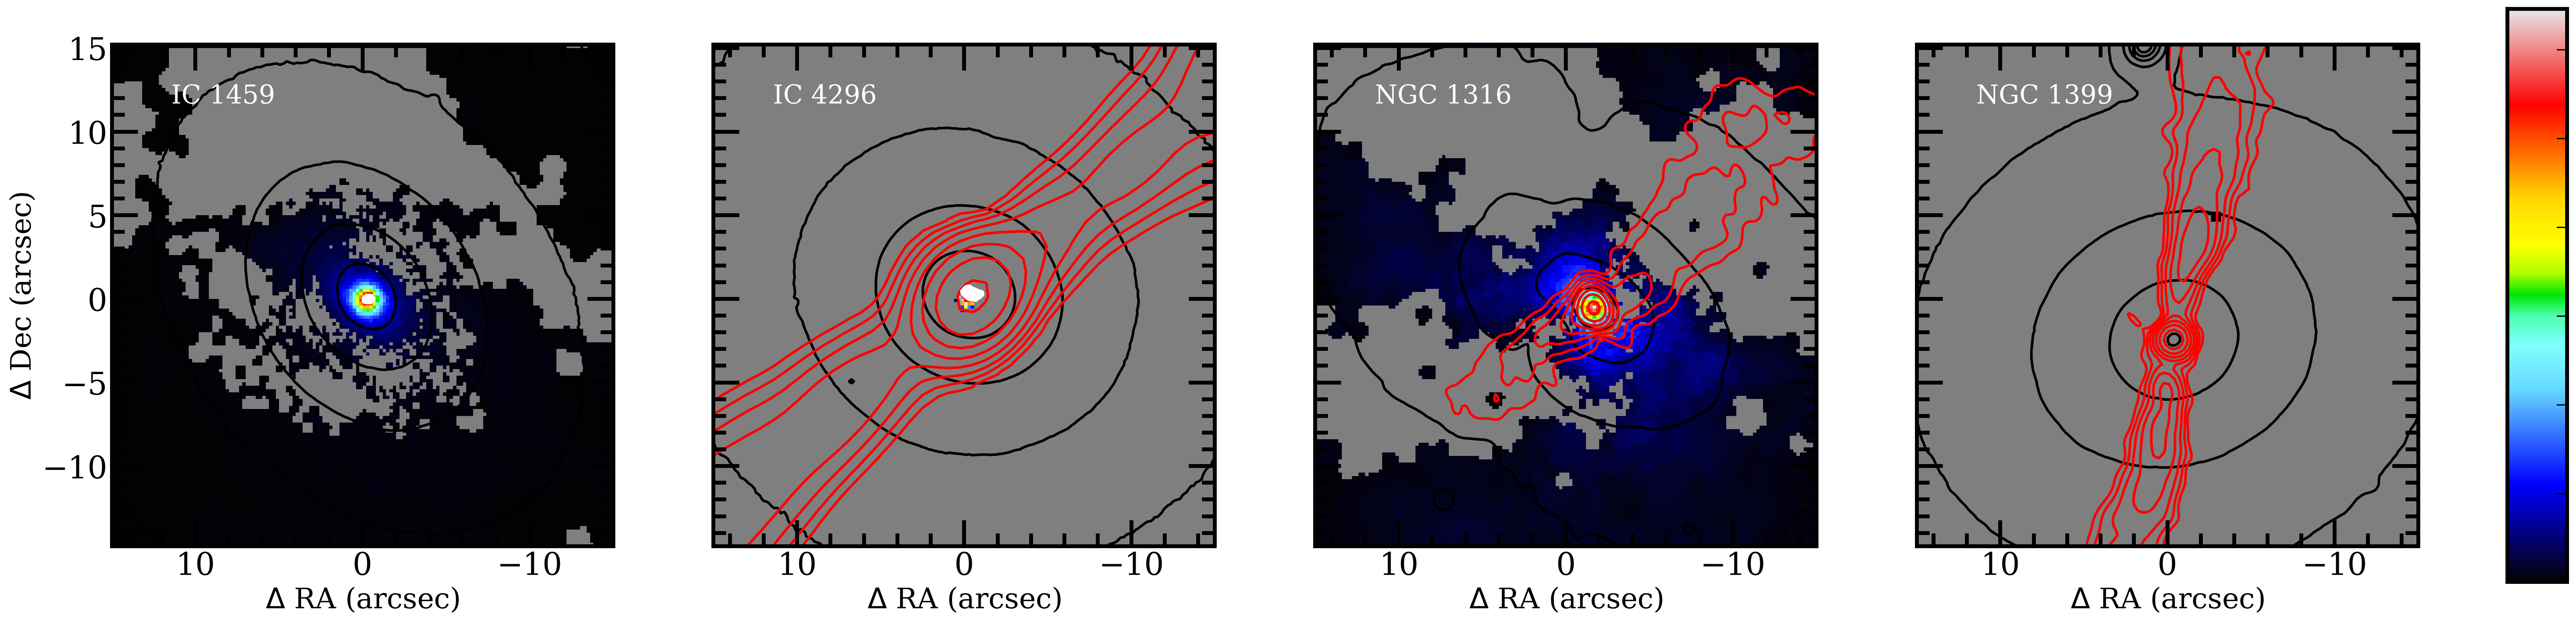 IC 1459
IC 4296
NGC 1316
NGC 1399
15
10
5
0
−5
−10
Δ Dec (arcsec)
10 0 −10
10 0 −10
10 0 −10
10 0 −10
Δ RA (arcsec)
Δ RA (arcsec)
Δ RA (arcsec)
Δ RA (arcsec)